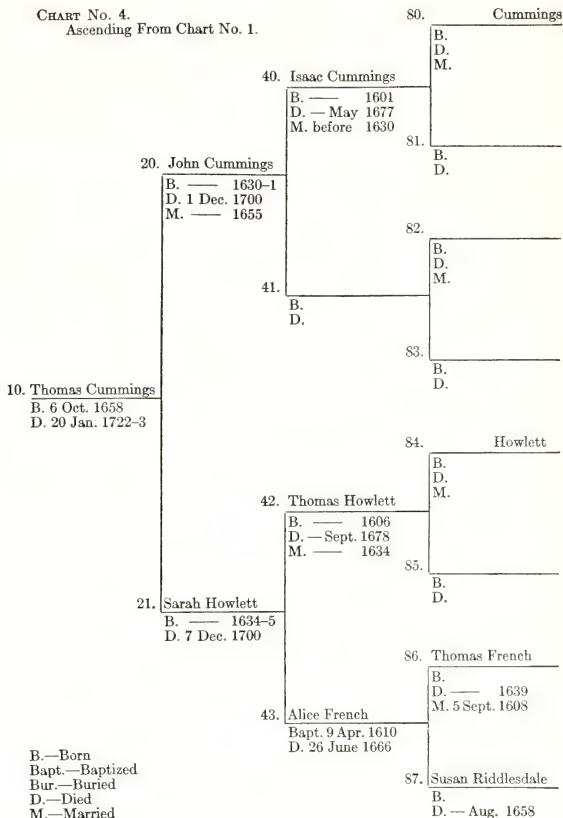 CHART No. 4.
Ascending From Chart No. 1.
80. Cummings
B.
D.
M.
40. Isaac Cummings
B. —— 1601
D. — May 1677
M. before 1630
81.
B.
D.
20. John Cummings
B. —— 1630–1
D. 1 Dec. 1700
M. —— 1655
82.
B.
D.
M.
41.
B.
D.
83.
B.
D.
10. Thomas Cummings
B. 6 Oct. 1658
D. 20 Jan. 1722–3
84. Howlett
B.
D.
M.
42. Thomas Howlett
B. —— 1606
D. — Sept. 1678
M. —— 1634
85.
B.
D.
21. Sarah Howlett
B. —— 1634–5
D. 7 Dec. 1700
86. Thomas French
B.
D. —— 1639
M. 5 Sept. 1608
43. Alice French
Bapt. 9 Apr. 1610
D. 26 June 1666
87. Susan Riddlesdale
B.
D. — Aug. 1658
B.—Born
Bapt.—Baptized
Bur.—Buried
D.—Died
M.—Married